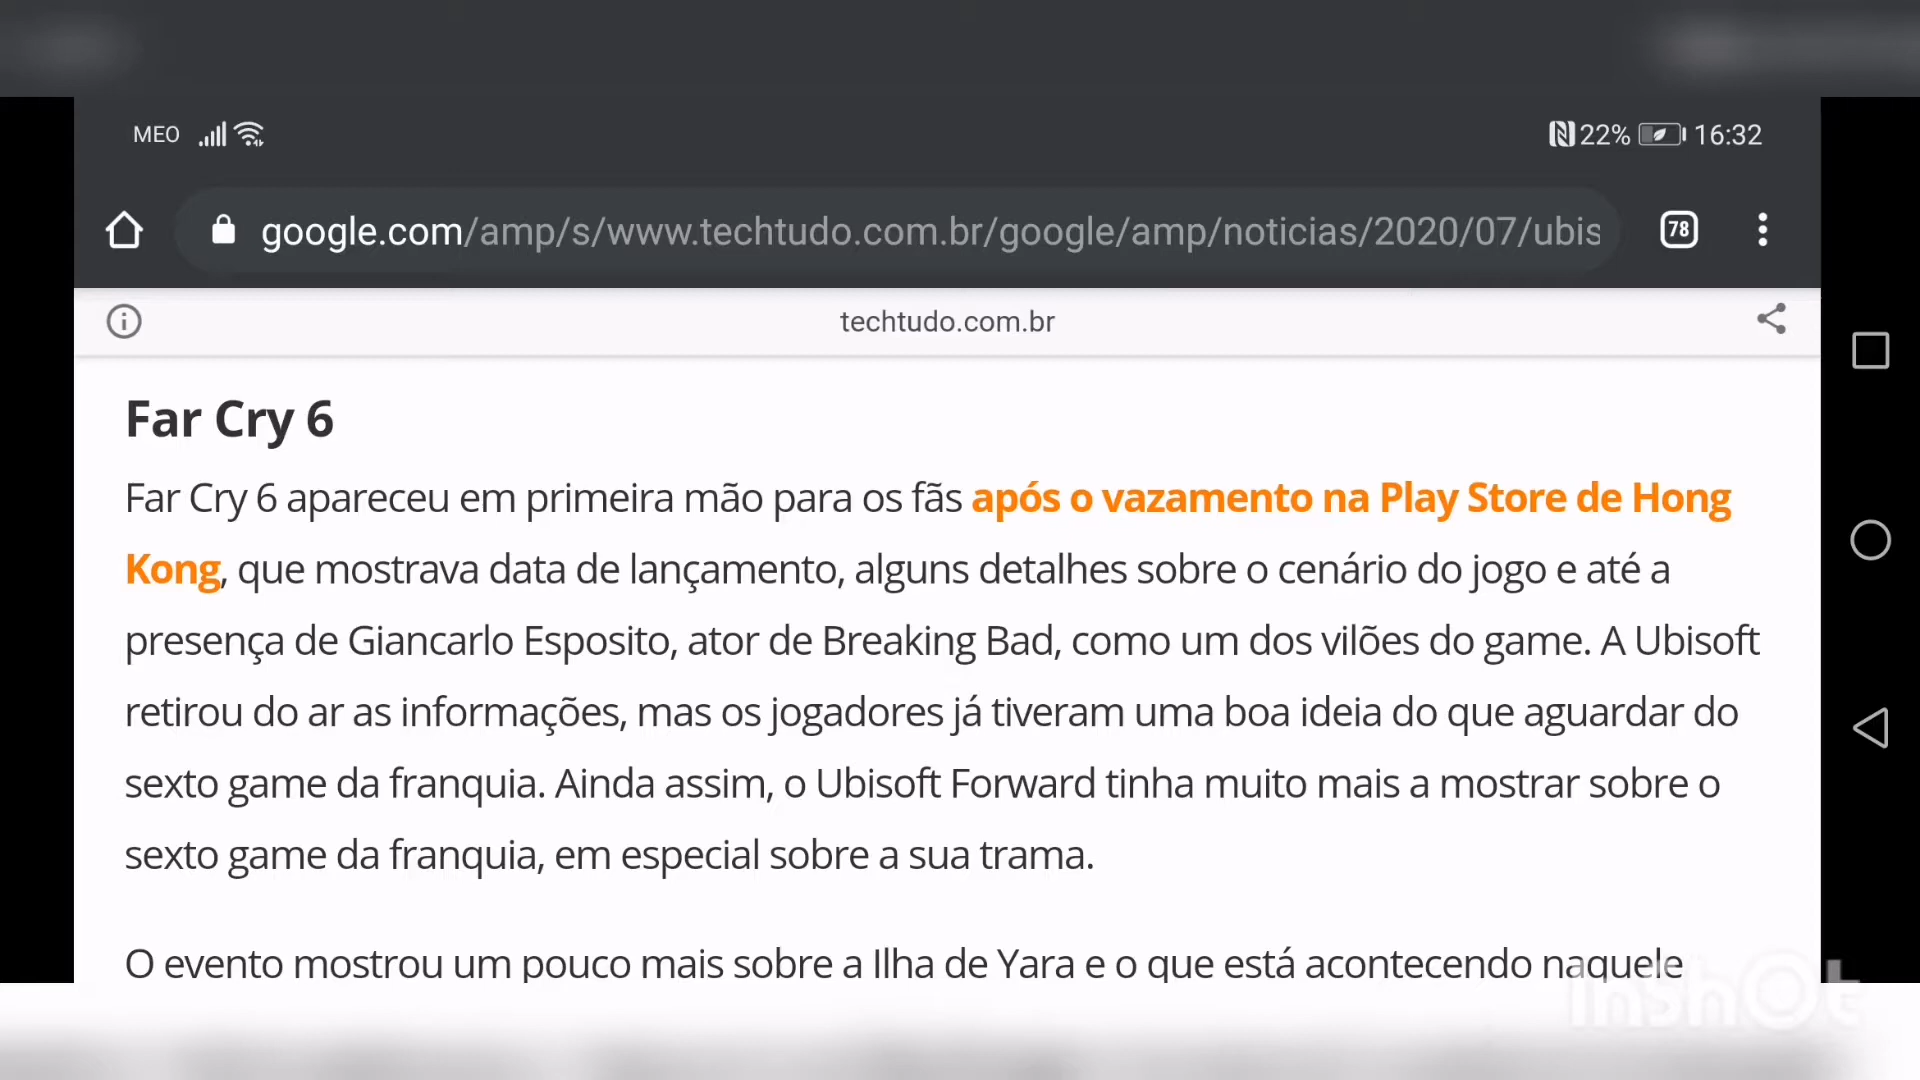 MEO
22% 16:32
google.com/amp/s/www.techtudo.com.br/google/amp/noticias/2020/07/ubis
78
techtudo.com.br
Far Cry 6
Far Cry 6 apareceu em primeira mão para os fãs após o vazamento na Play Store de Hong
Kong, que mostrava data de lançamento, alguns detalhes sobre o cenário do jogo e até a
presença de Giancarlo Esposito, ator de Breaking Bad, como um dos vilões do game. A Ubisoft
retirou do ar as informações, mas os jogadores já tiveram uma boa ideia do que aguardar do
sexto game da franquia. Ainda assim, o Ubisoft Forward tinha muito mais a mostrar sobre o
sexto game da franquia, em especial sobre a sua trama.
O evento mostrou um pouco mais sobre a Ilha de Yara e o que está acontecendo naquele
InShOt